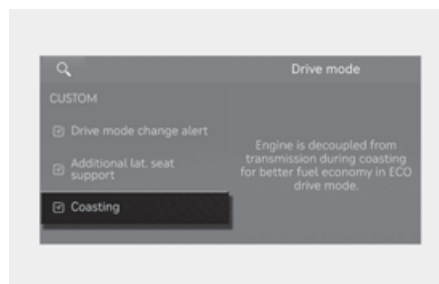 Drive mode
CUSTOM
Drive mode change alert
Additional lat. seat
support
Coasting
Engine is decoupled from
transmission during coasting
for better fuel economy in ECO
drive mode.